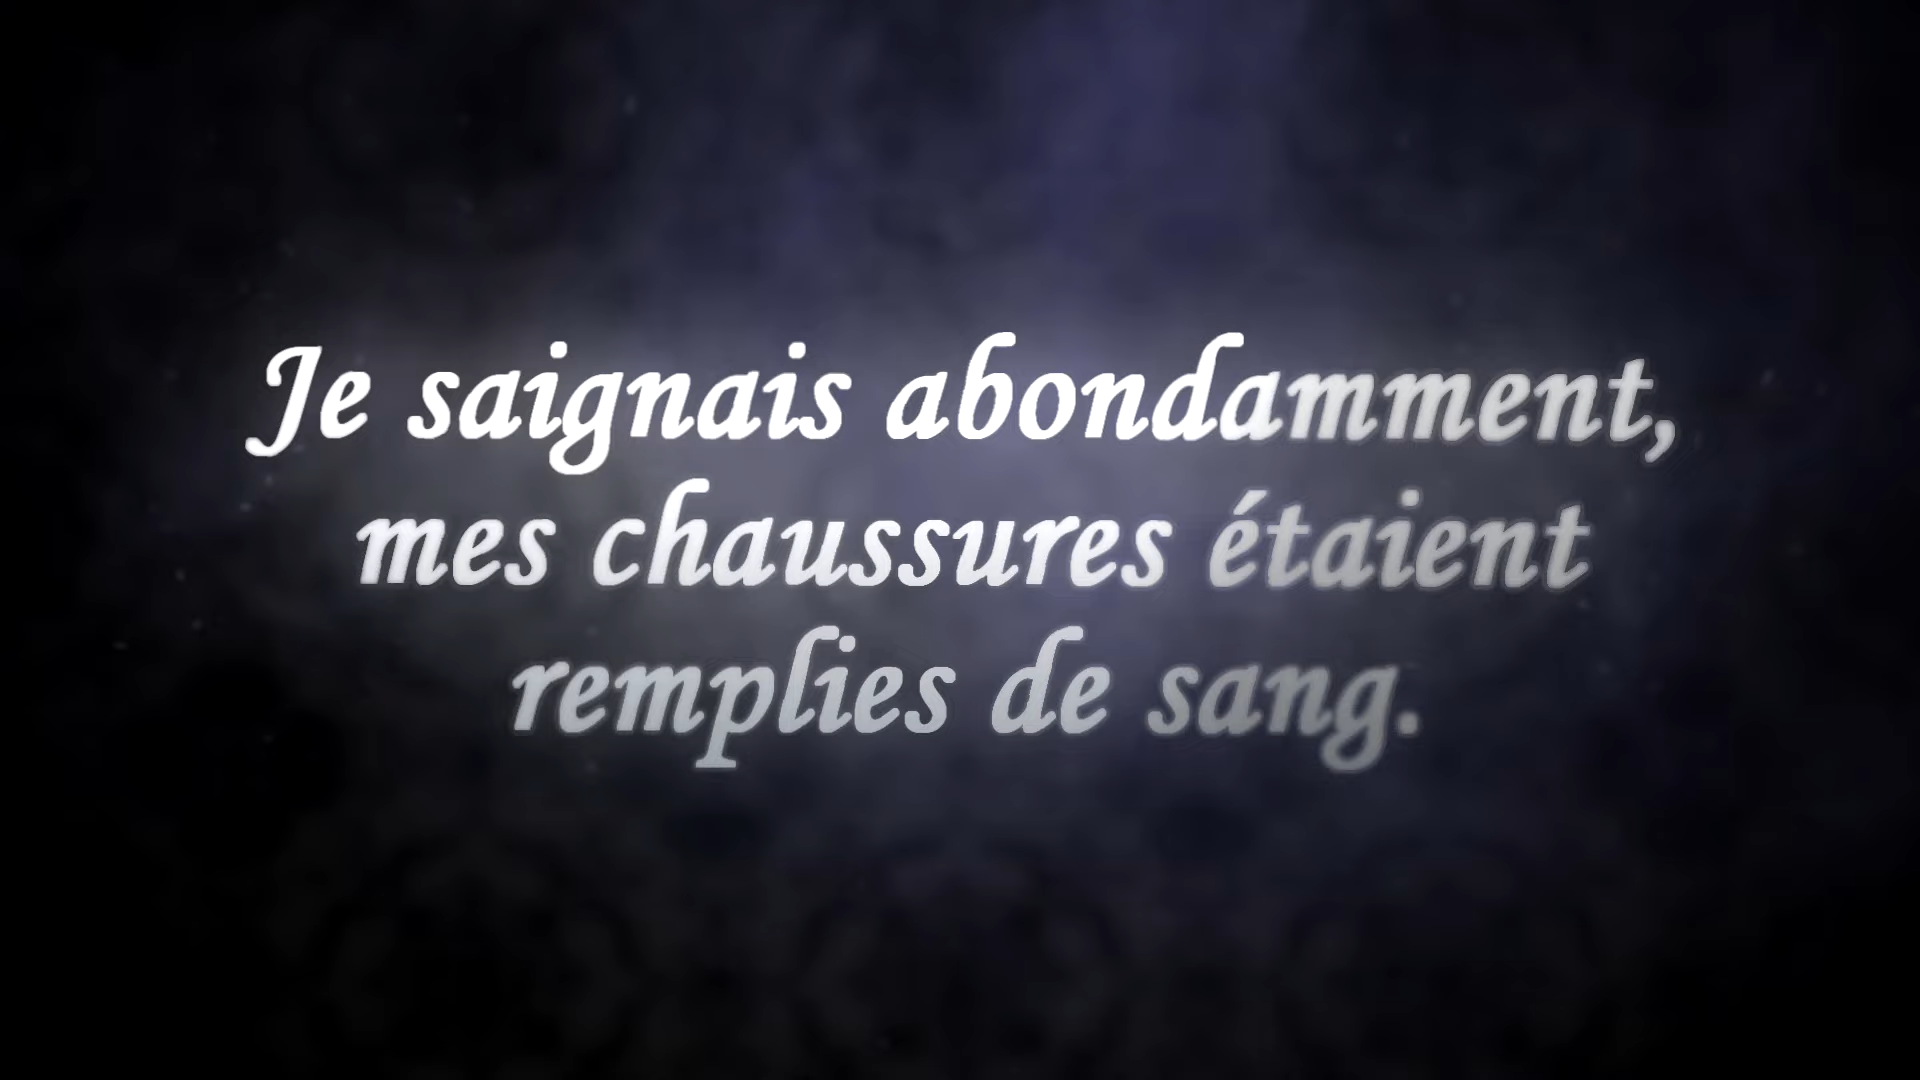 Je saignais abondamment,
mes chaussures étaient
remplies de sang.